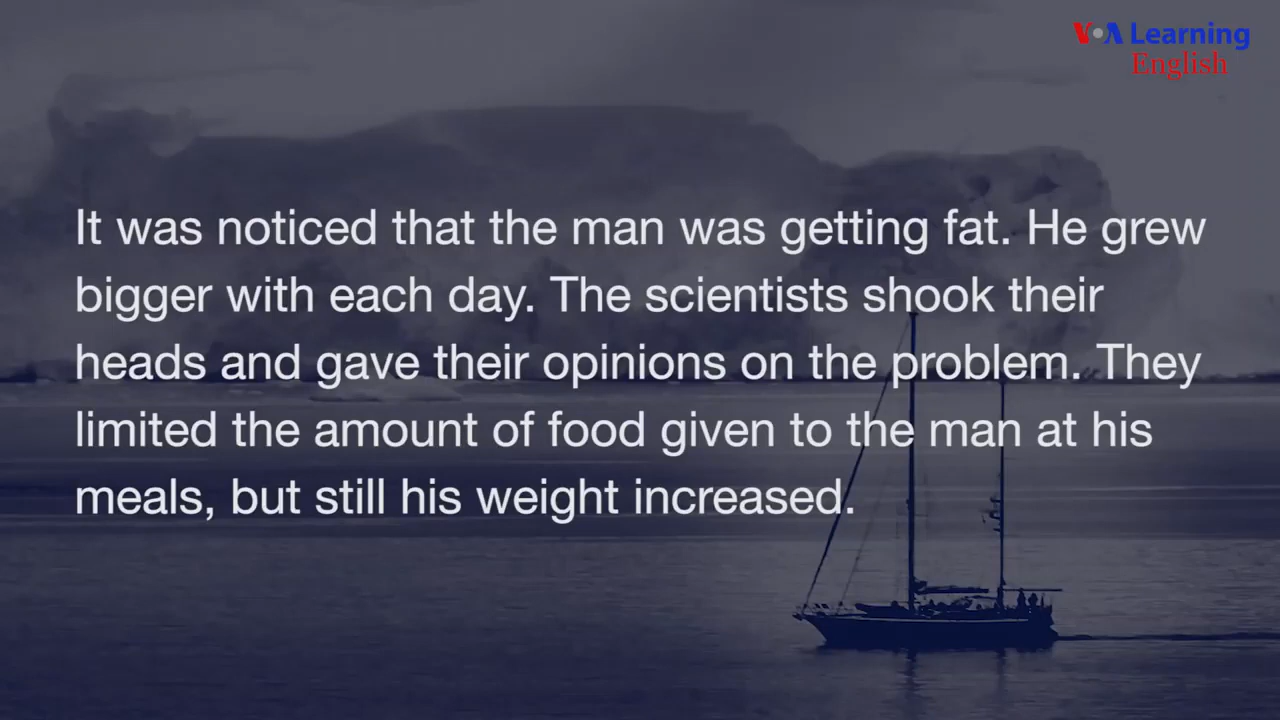 VOA Learning
English
It was noticed that the man was getting fat. He grew
bigger with each day. The scientists shook their
heads and gave their opinions on the problem. They
limited the amount of food given to the man at his
meals, but still his weight increased.